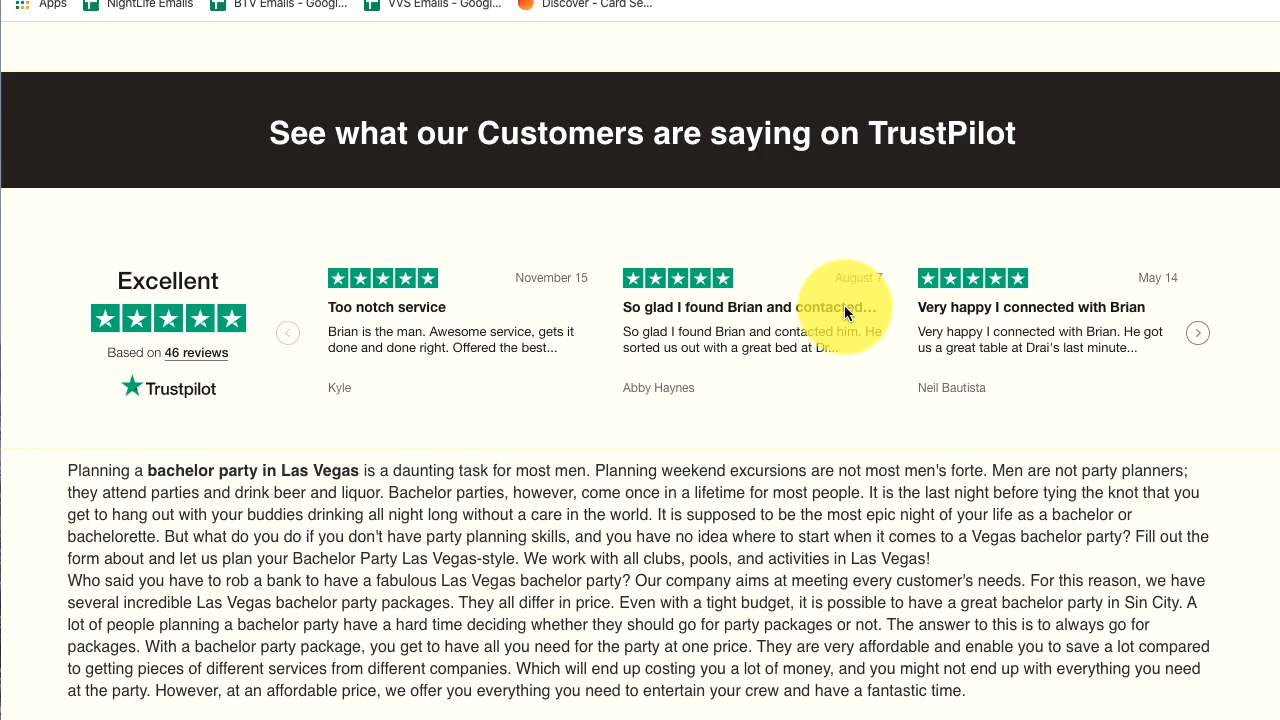 Apps NightLife Emails BTV Emails - Googl... VVS Emails - Googl... Discover - Card Se...
See what our Customers are saying on TrustPilot
Excellent
Based on 46 reviews
Trustpilot
November 15
Too notch service
Brian is the man. Awesome service, gets it
done and done right. Offered the best...
Kyle
August 7
So glad I found Brian and contacted...
So glad I found Brian and contacted him. He
sorted us out with a great bed at Dr...
Abby Haynes
May 14
Very happy I connected with Brian
Very happy I connected with Brian. He got
us a great table at Drai's last minute...
Neil Bautista
Planning a bachelor party in Las Vegas is a daunting task for most men. Planning weekend excursions are not most men's forte. Men are not party planners;
they attend parties and drink beer and liquor. Bachelor parties, however, come once in a lifetime for most people. It is the last night before tying the knot that you
get to hang out with your buddies drinking all night long without a care in the world. It is supposed to be the most epic night of your life as a bachelor or
bachelorette. But what do you do if you don't have party planning skills, and you have no idea where to start when it comes to a Vegas bachelor party? Fill out the
form about and let us plan your Bachelor Party Las Vegas-style. We work with all clubs, pools, and activities in Las Vegas!
Who said you have to rob a bank to have a fabulous Las Vegas bachelor party? Our company aims at meeting every customer's needs. For this reason, we have
several incredible Las Vegas bachelor party packages. They all differ in price. Even with a tight budget, it is possible to have a great bachelor party in Sin City. A
lot of people planning a bachelor party have a hard time deciding whether they should go for party packages or not. The answer to this is to always go for
packages. With a bachelor party package, you get to have all you need for the party at one price. They are very affordable and enable you to save a lot compared
to getting pieces of different services from different companies. Which will end up costing you a lot of money, and you might not end up with everything you need
at the party. However, at an affordable price, we offer you everything you need to entertain your crew and have a fantastic time.